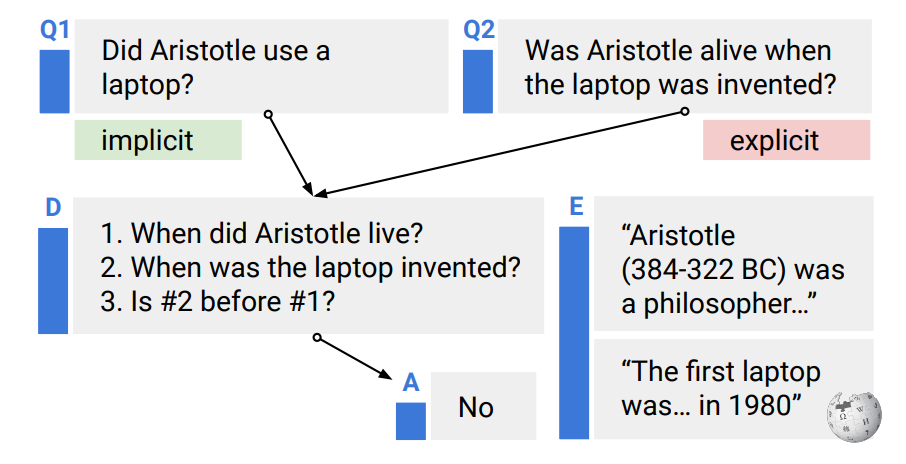 Q1
Did Aristotle use a
laptop?
implicit
Q2
Was Aristotle alive when
the laptop was invented?
explicit
D
1. When did Aristotle live?
2. When was the laptop invented?
3. Is #2 before #1?
E
“Aristotle
(384-322 BC) was
a philosopher…”
“The first laptop
was… in 1980”
A
No